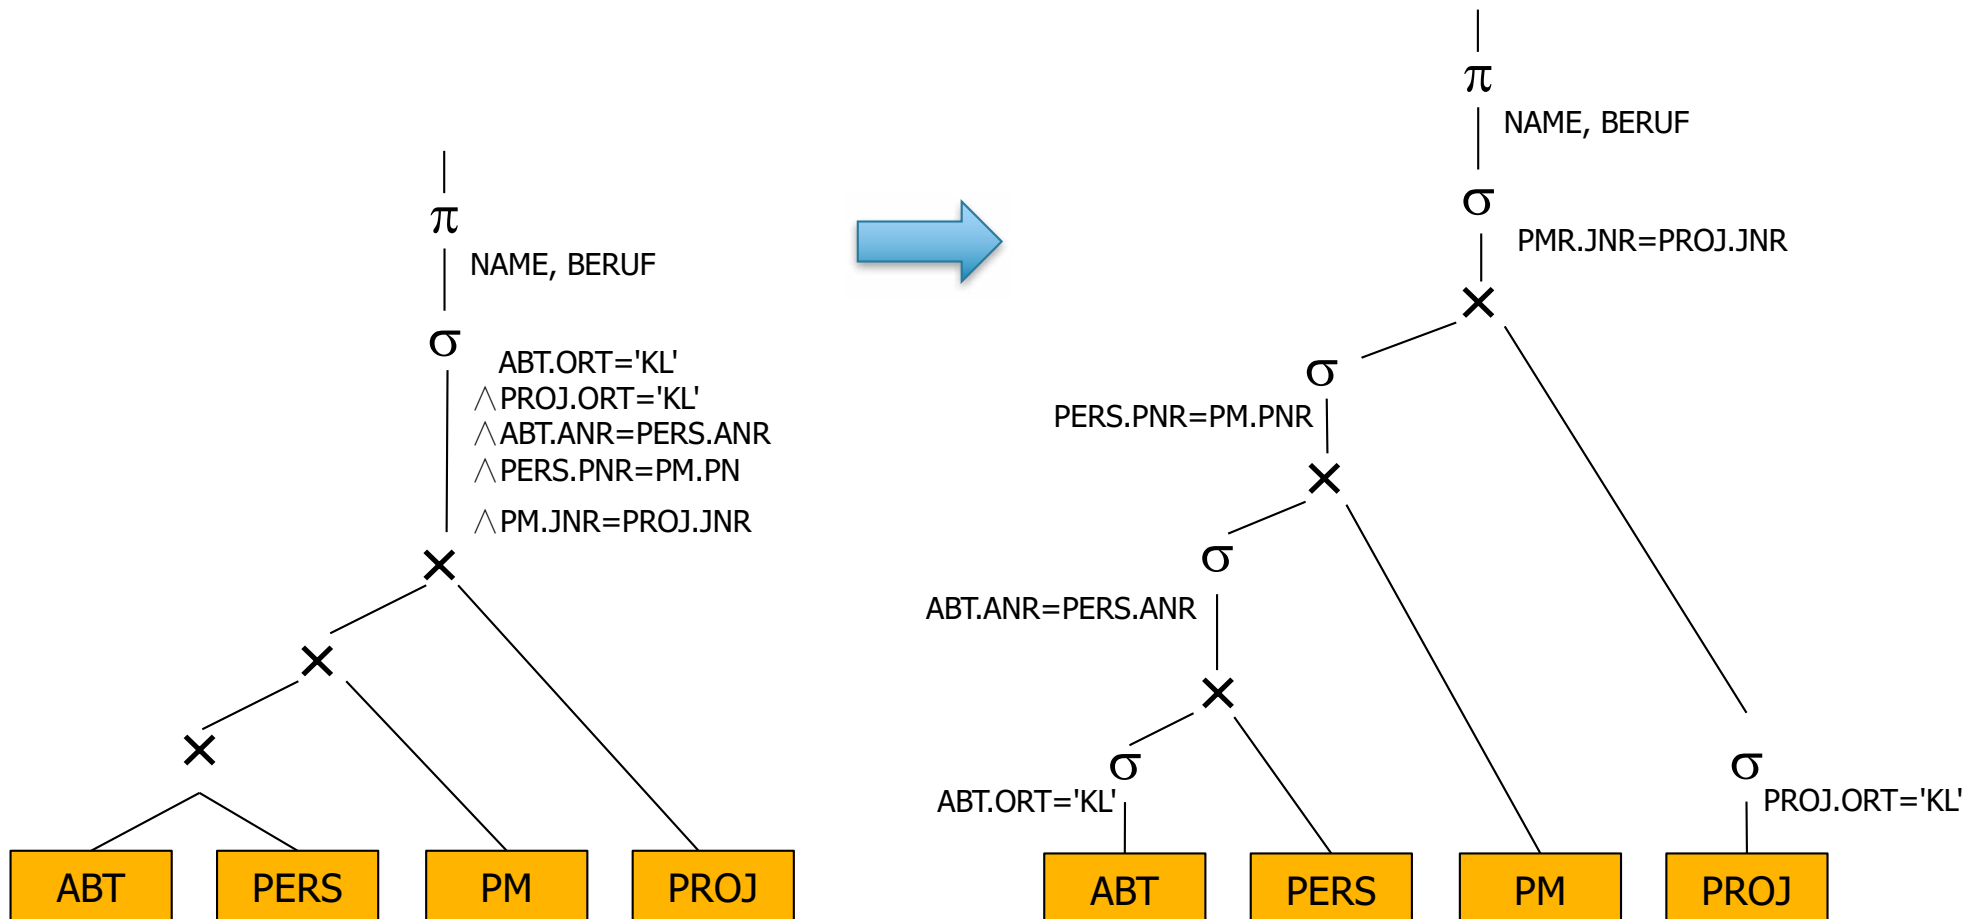 π
NAME, BERUF
σ
ABT.ORT='KL'
∧PROJ.ORT='KL'
∧ABT.ANR=PERS.ANR
∧PERS.PNR=PM.PN
∧PM.JNR=PROJ.JNR
×
×
×
ABT PERS PM PROJ
π
NAME, BERUF
σ
PMR.JNR=PROJ.JNR
×
σ
PERS.PNR=PM.PNR
×
σ
ABT.ANR=PERS.ANR
×
σ
ABT.ORT='KL'
σ
PROJ.ORT='KL'
ABT PERS PM PROJ